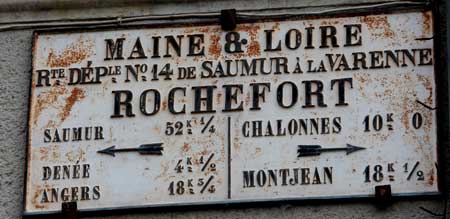 MAINE & LOIRE
RTE DÉPLE NO 14 DE SAUMUR À LA VARENNE
ROCHEFORT
SAUMUR 52K 1/4
DENÉE 4K 1/2
ANGERS 18K 3/4
CHALONNES 10K 0
MONTJEAN 18K 1/2